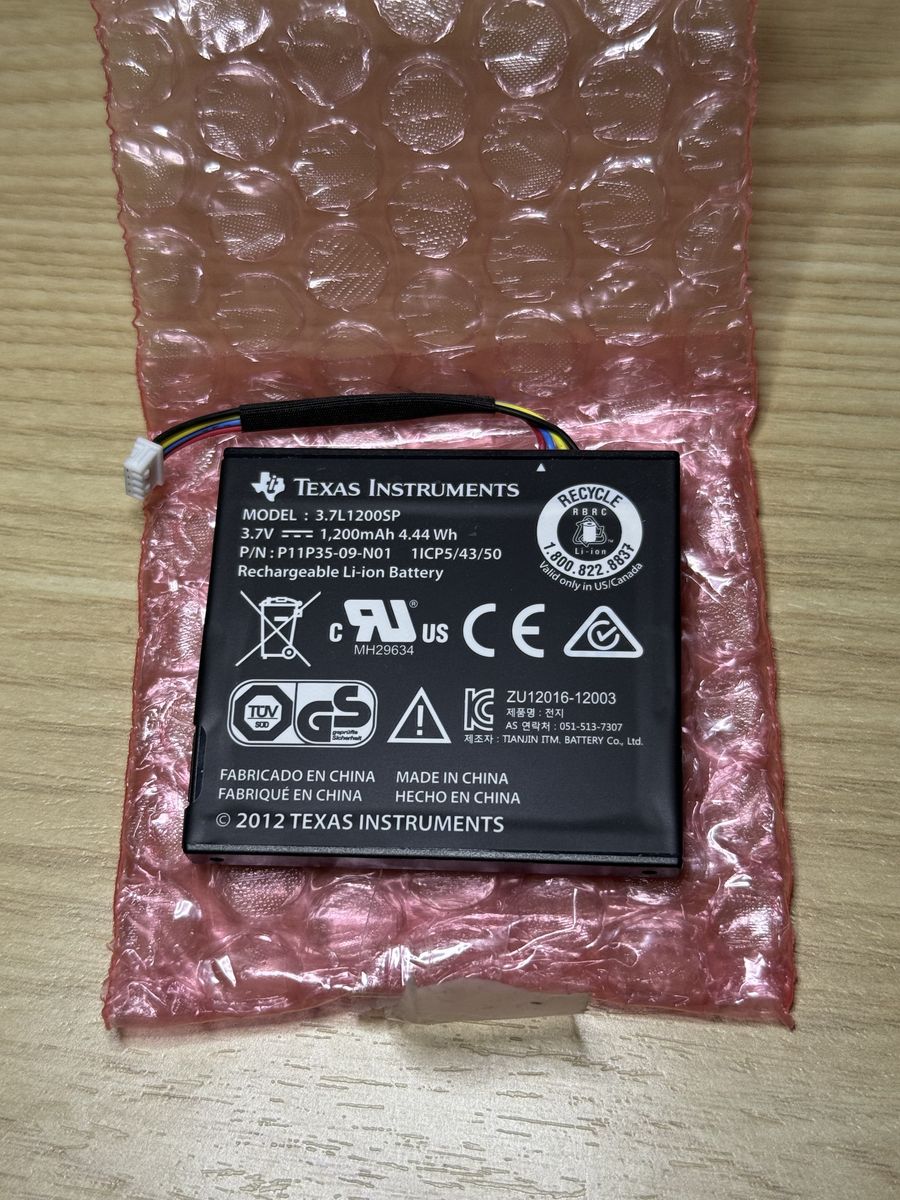 TEXAS INSTRUMENTS
MODEL : 3.7L1200SP
3.7V 1,200mAh 4.44 Wh
P/N : P11P35-09-N01 1ICP5/43/50
Rechargeable Li-ion Battery
RECYCLE
RBRC
TM
Li-ion
1.800.822.8837
Valid only in US/Canada
c RU ® US
MH29634
CE
TÜV
SÜD
GS
geprüfte
Sicherheit
!
KC
ZU12016-12003
제품명 : 전지
AS 연락처 : 051-513-7307
제조자 : TIANJIN ITM. BATTERY Co., Ltd.
FABRICADO EN CHINA MADE IN CHINA
FABRIQUÉ EN CHINA HECHO EN CHINA
© 2012 TEXAS INSTRUMENTS